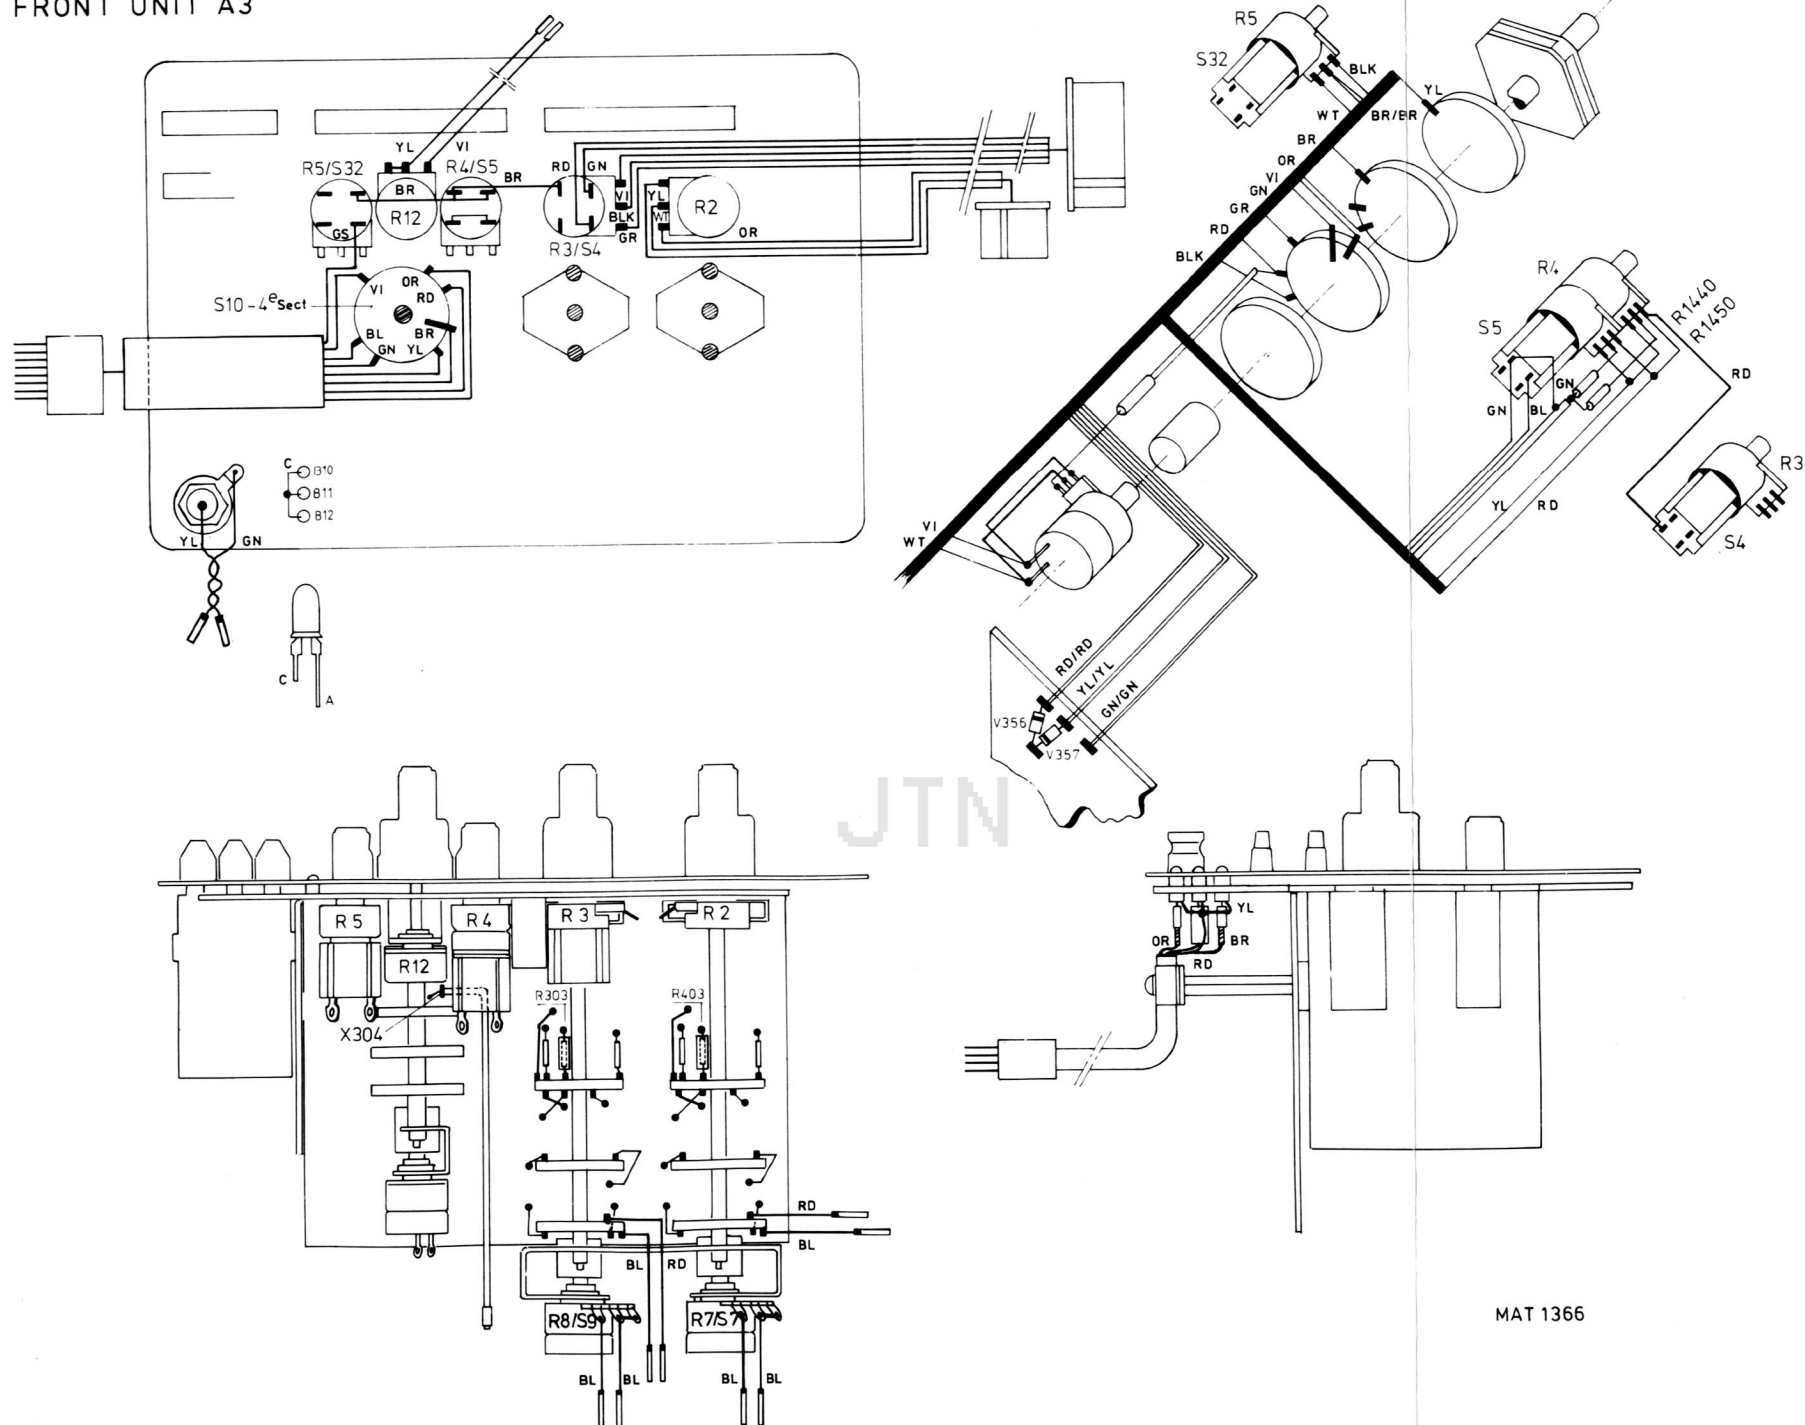 FRONT UNIT A3
YL
VI
R5/S32
R4/S5
BR
BR
R12
GS
RD
GN
VI
BLK
GR
YL
WT
R2
OR
R3/S4
S10-4e Sect
VI
OR
RD
BL
BR
GN
YL
C
B10
B11
B12
YL
GN
C
A
R5
S32
BLK
WT
BR/BR
YL
BR
OR
VI
GN
GR
RD
BLK
R4
S5
R1440
R1450
GN
GN
BL
RD
YL
RD
R3
S4
VI
WT
RD/RD
YL/YL
GN/GN
V356
V357
JTN
R5
R4
R3
R2
R12
X304
R303
R403
RD
BL
BL
RD
R8/S9
R7/S7
BL
BL
BL
BL
YL
OR
BR
RD
MAT 1366